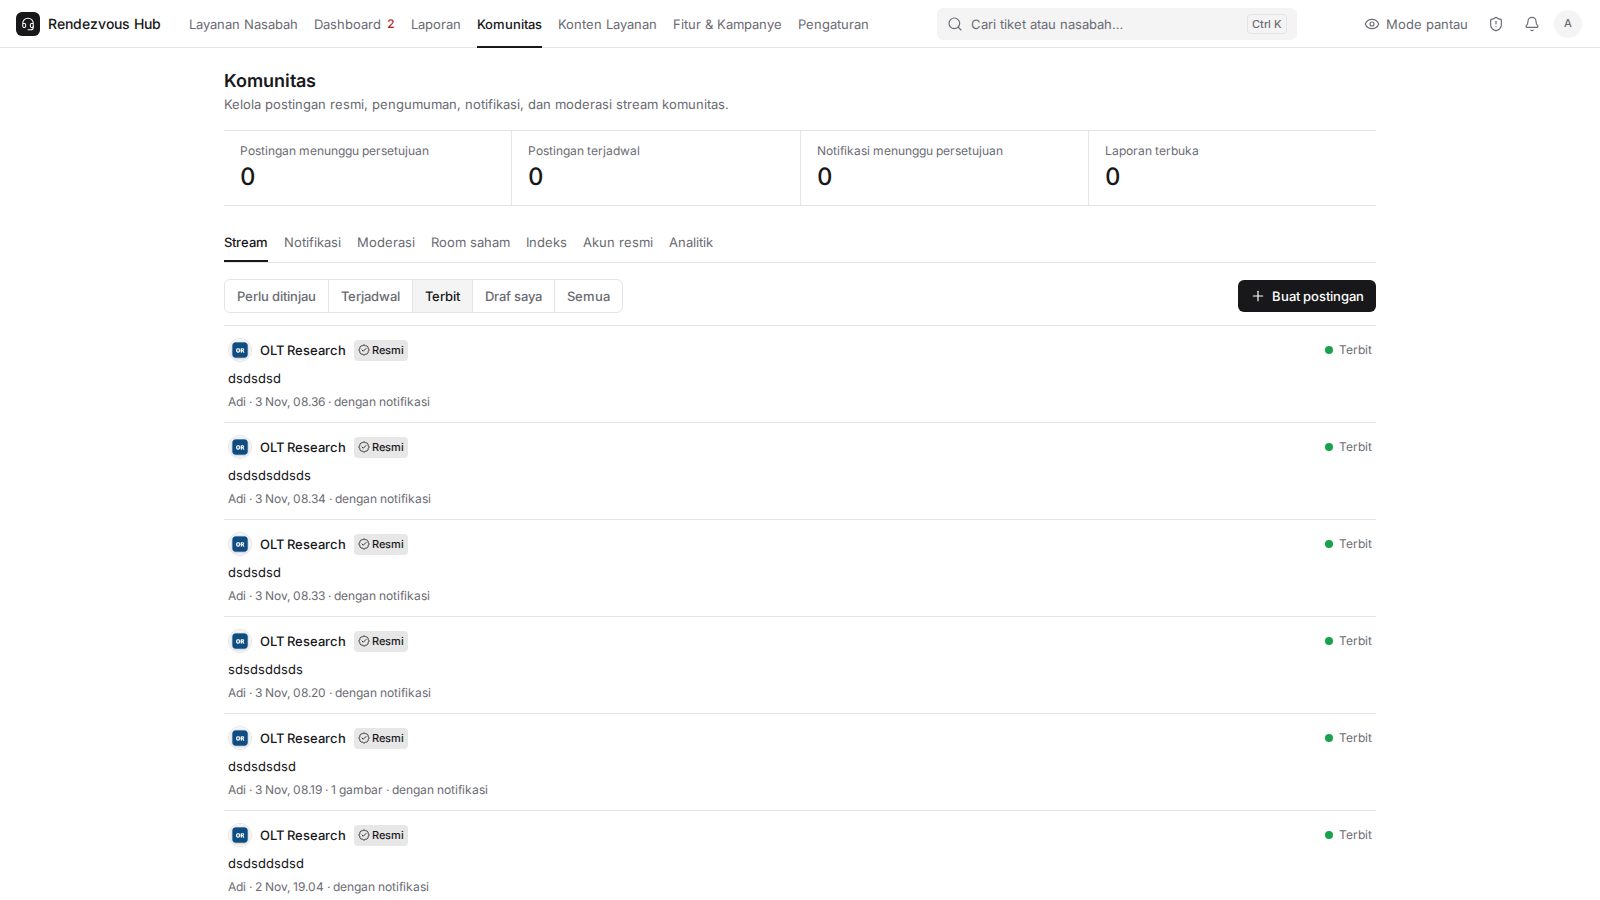 Rendezvous Hub Layanan Nasabah Dashboard 2 Laporan Komunitas Konten Layanan Fitur & Kampanye Pengaturan Cari tiket atau nasabah... Ctrl K Mode pantau A
Komunitas
Kelola postingan resmi, pengumuman, notifikasi, dan moderasi stream komunitas.
Postingan menunggu persetujuan Postingan terjadwal Notifikasi menunggu persetujuan Laporan terbuka
0 0 0 0
Stream Notifikasi Moderasi Room saham Indeks Akun resmi Analitik
Perlu ditinjau Terjadwal Terbit Draf saya Semua Buat postingan
OR OLT Research Resmi Terbit
dsdsdsd
Adi · 3 Nov, 08.36 · dengan notifikasi
OR OLT Research Resmi Terbit
dsdsdsddsds
Adi · 3 Nov, 08.34 · dengan notifikasi
OR OLT Research Resmi Terbit
dsdsdsd
Adi · 3 Nov, 08.33 · dengan notifikasi
OR OLT Research Resmi Terbit
sdsdsddsds
Adi · 3 Nov, 08.20 · dengan notifikasi
OR OLT Research Resmi Terbit
dsdsdsdsd
Adi · 3 Nov, 08.19 · 1 gambar · dengan notifikasi
OR OLT Research Resmi Terbit
dsdsddsdsd
Adi · 2 Nov, 19.04 · dengan notifikasi